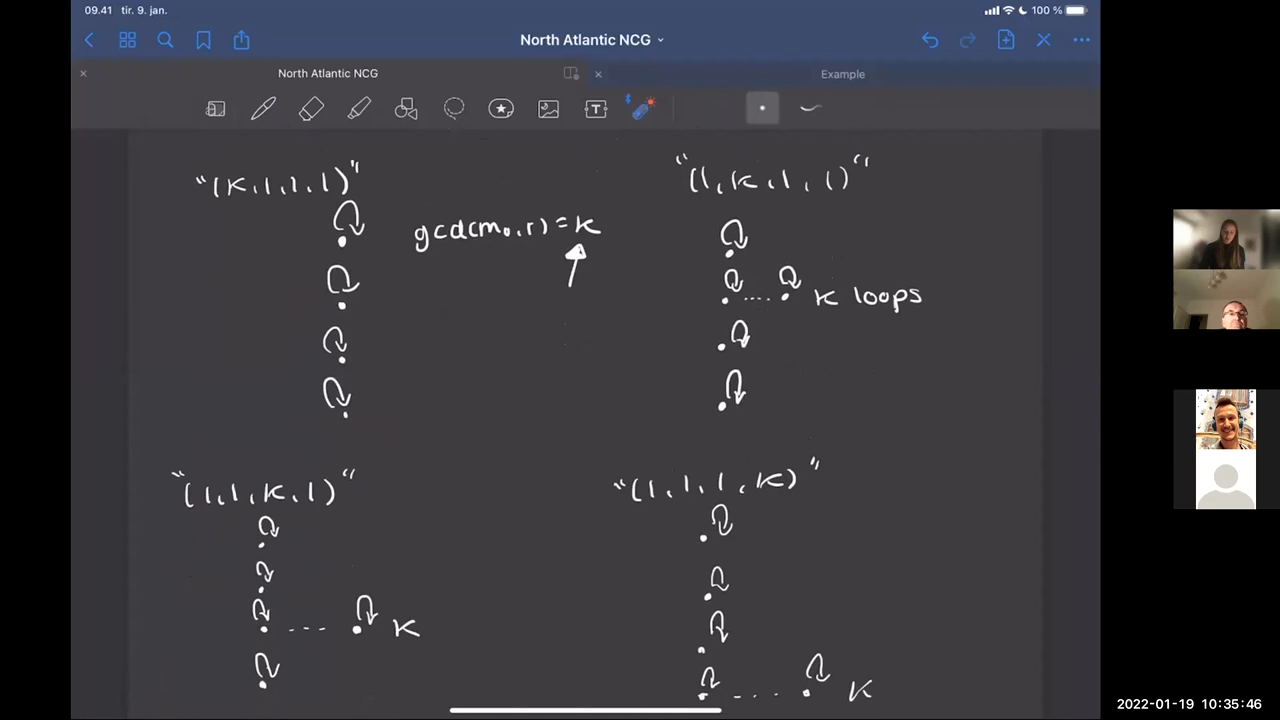 09.41 tir. 9. jan.
100 %
North Atlantic NCG
North Atlantic NCG
Example
"(K,1,1,1)"
"(1,K,1,1)"
gcd(m₀,r)=K
K loops
"(1,1,K,1)"
"(1,1,1,K)"
K
K
2022-01-19 10:35:46